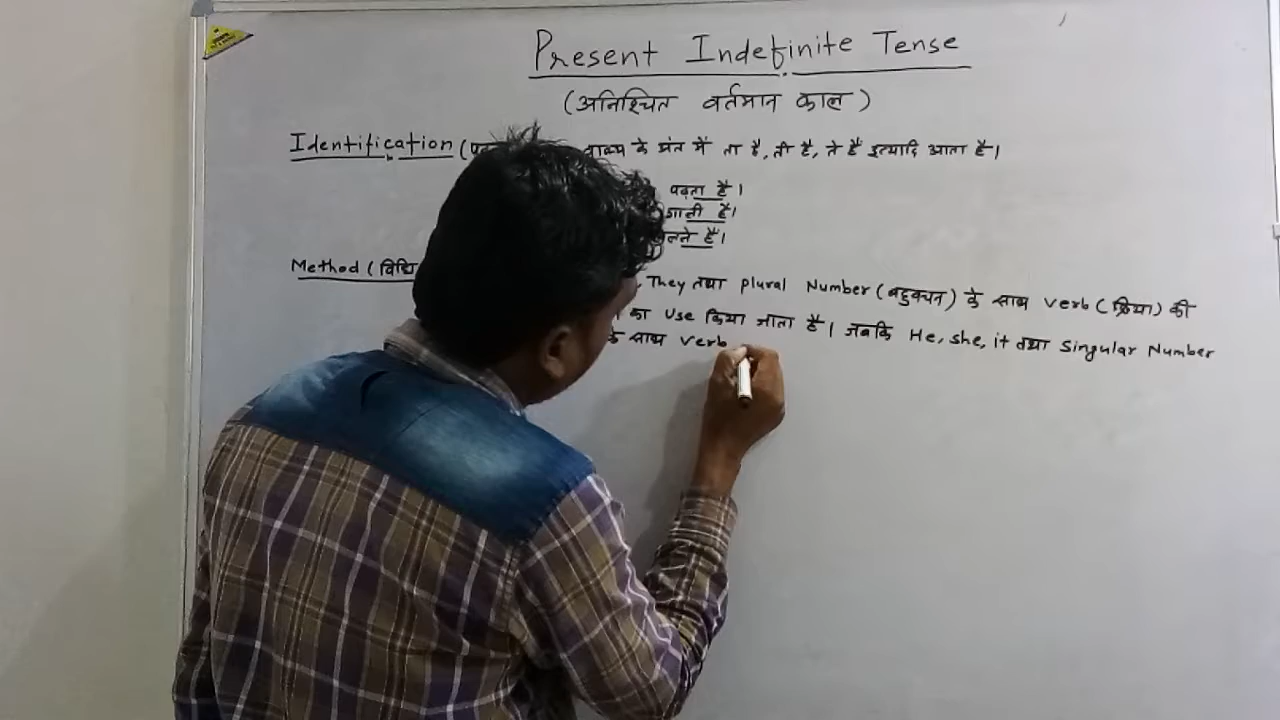 Present Indefinite Tense
(अनिश्चित वर्तमान काल)
Identification ( वाक्य के अंत में ता है, ती है, ते हैं इत्यादि आता है।
पढ़ता है।
जाती है।
Method (विधि They तथा plural Number (बहुवचन) के साथ verb (क्रिया) की
का use किया जाता है। जबकि He, she, it तथा Singular Number
के साथ verb